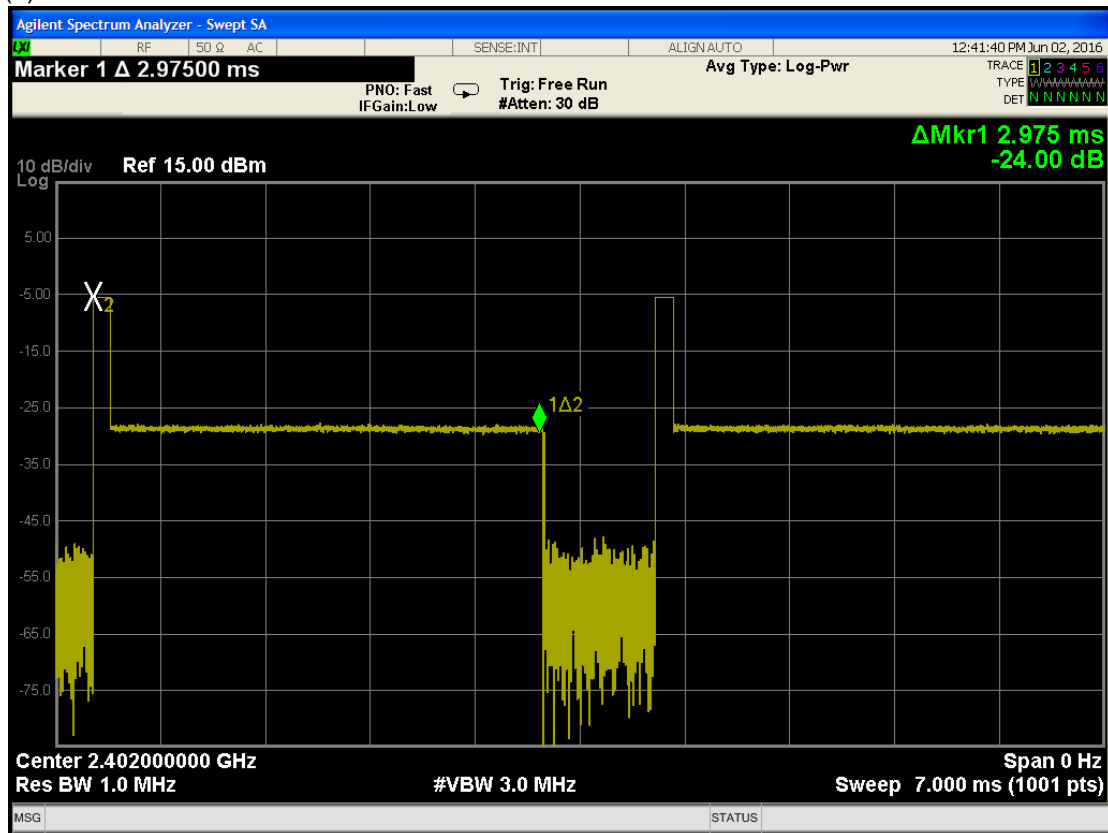 Agilent Spectrum Analyzer - Swept SA
LXI RF 50 Ω AC SENSE:INT ALIGN AUTO 12:41:40 PM Jun 02, 2016
Marker 1 Δ 2.97500 ms
PNO: Fast
IFGain:Low
Trig: Free Run
#Atten: 30 dB
Avg Type: Log-Pwr
TRACE 1 2 3 4 5 6
TYPE WWWWWW
DET N N N N N N
ΔMkr1 2.975 ms
-24.00 dB
10 dB/div Ref 15.00 dBm
Log
5.00
-5.00
X2
-15.0
-25.0
1Δ2
-35.0
-45.0
-55.0
-65.0
-75.0
Center 2.402000000 GHz Span 0 Hz
Res BW 1.0 MHz #VBW 3.0 MHz Sweep 7.000 ms (1001 pts)
MSG STATUS